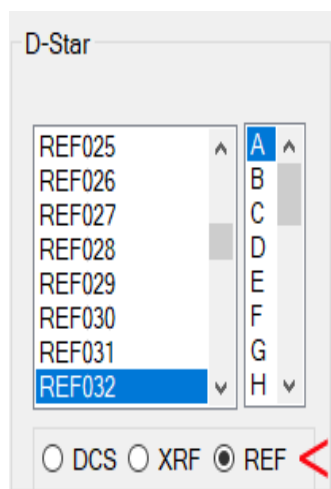 D-Star
REF025 A
REF026 B
REF027 C
REF028 D
REF029 E
REF030 F
REF031 G
REF032 H
DCS XRF REF <